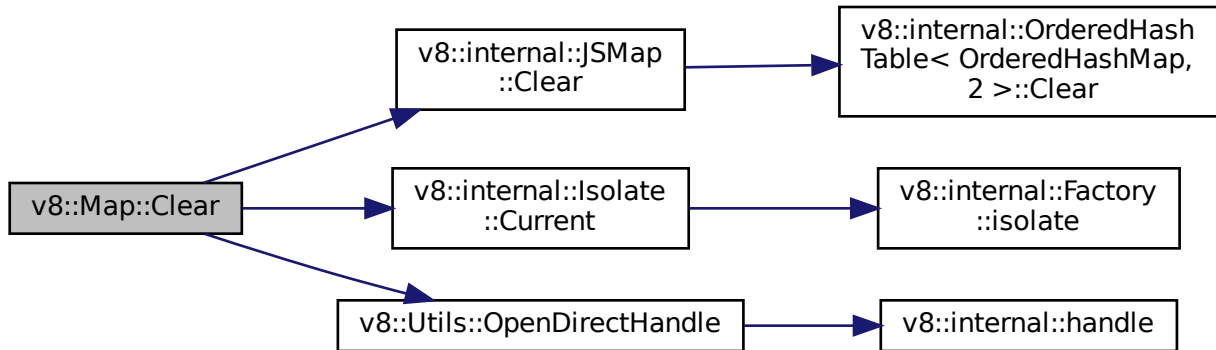 v8::Map::Clear
v8::internal::JSMap
::Clear
v8::internal::OrderedHash
Table< OrderedHashMap,
2 >::Clear
v8::internal::Isolate
::Current
v8::internal::Factory
::isolate
v8::Utils::OpenDirectHandle
v8::internal::handle